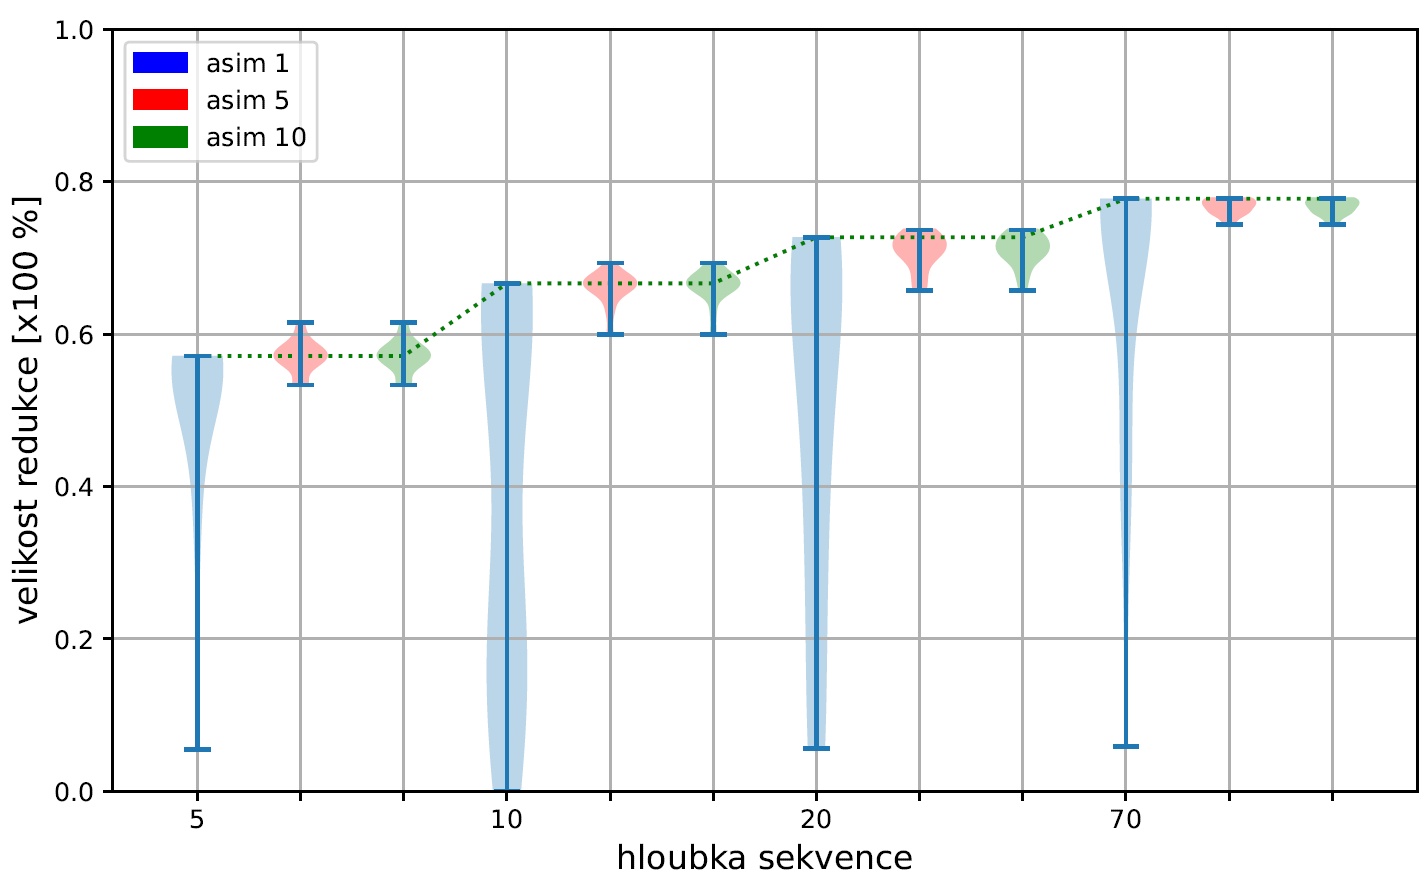 asim 1
asim 5
asim 10
velikost redukce [x100 %]
1.0
0.8
0.6
0.4
0.2
0.0
5 10 20 70
hloubka sekvence